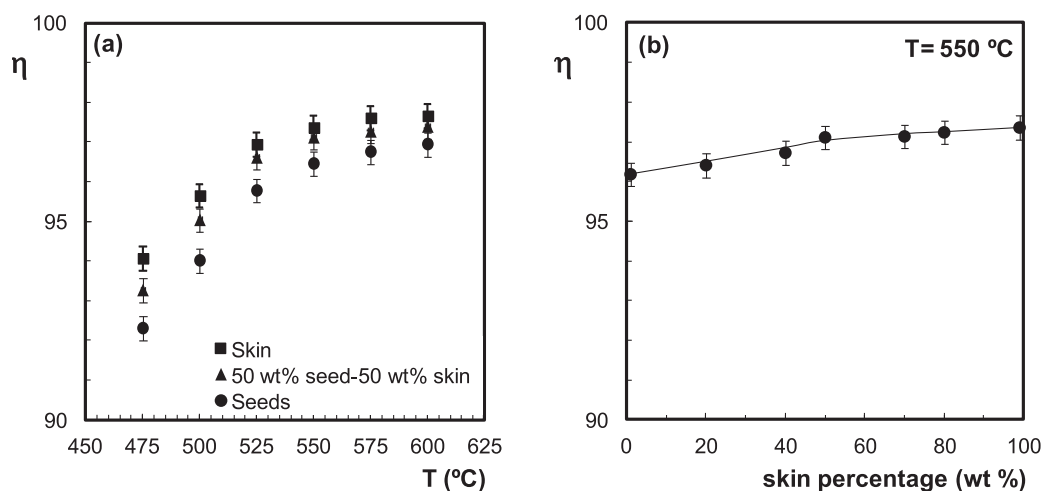 (a)
η
100
95
90
450 475 500 525 550 575 600 625
T (ºC)
Skin
50 wt% seed-50 wt% skin
Seeds
(b)
T= 550 ºC
η
100
95
90
0 20 40 60 80 100
skin percentage (wt %)